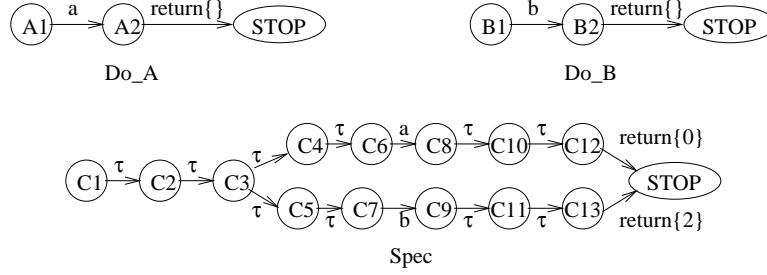 A1 a A2 return{} STOP
Do_A
B1 b B2 return{} STOP
Do_B
C1 τ C2 τ C3
τ C4 τ C6 a C8 τ C10 τ C12 return{0}
τ C5 τ C7 b C9 τ C11 τ C13 return{2}
STOP
Spec